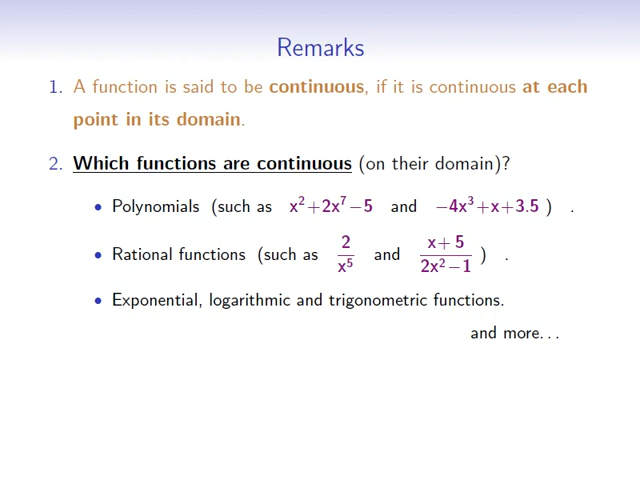 Remarks
1. A function is said to be continuous, if it is continuous at each
point in its domain.
2. Which functions are continuous (on their domain)?
• Polynomials (such as x²+2x⁷−5 and −4x³+x+3.5 ) .
• Rational functions (such as 2/x⁵ and (x+5)/(2x²−1) ) .
• Exponential, logarithmic and trigonometric functions.
and more...